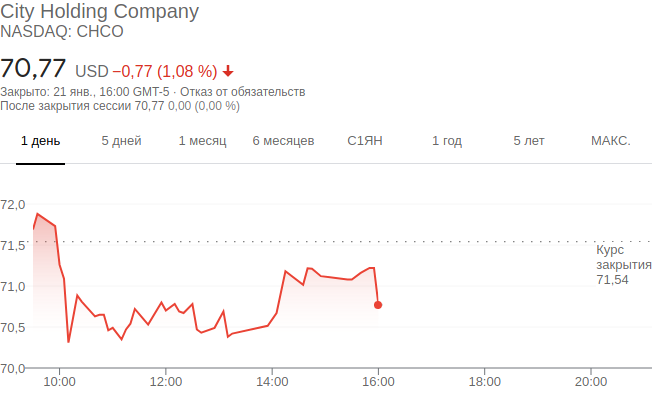 City Holding Company
NASDAQ: CHCO
70,77 USD −0,77 (1,08 %)
Закрыто: 21 янв., 16:00 GMT-5 · Отказ от обязательств
После закрытия сессии 70,77 0,00 (0,00 %)
1 день 5 дней 1 месяц 6 месяцев С1ЯН 1 год 5 лет МАКС.
72,0
71,5
Курс
закрытия
71,54
71,0
70,5
70,0
10:00 12:00 14:00 16:00 18:00 20:00